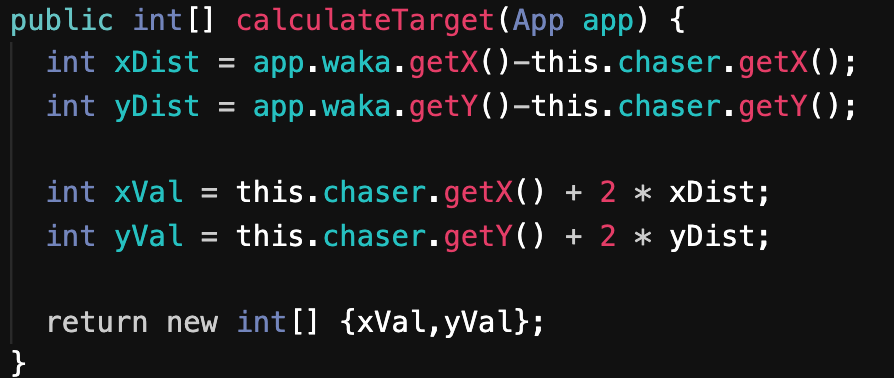 public int[] calculateTarget(App app) {
int xDist = app.waka.getX()-this.chaser.getX();
int yDist = app.waka.getY()-this.chaser.getY();
int xVal = this.chaser.getX() + 2 * xDist;
int yVal = this.chaser.getY() + 2 * yDist;
return new int[] {xVal,yVal};
}